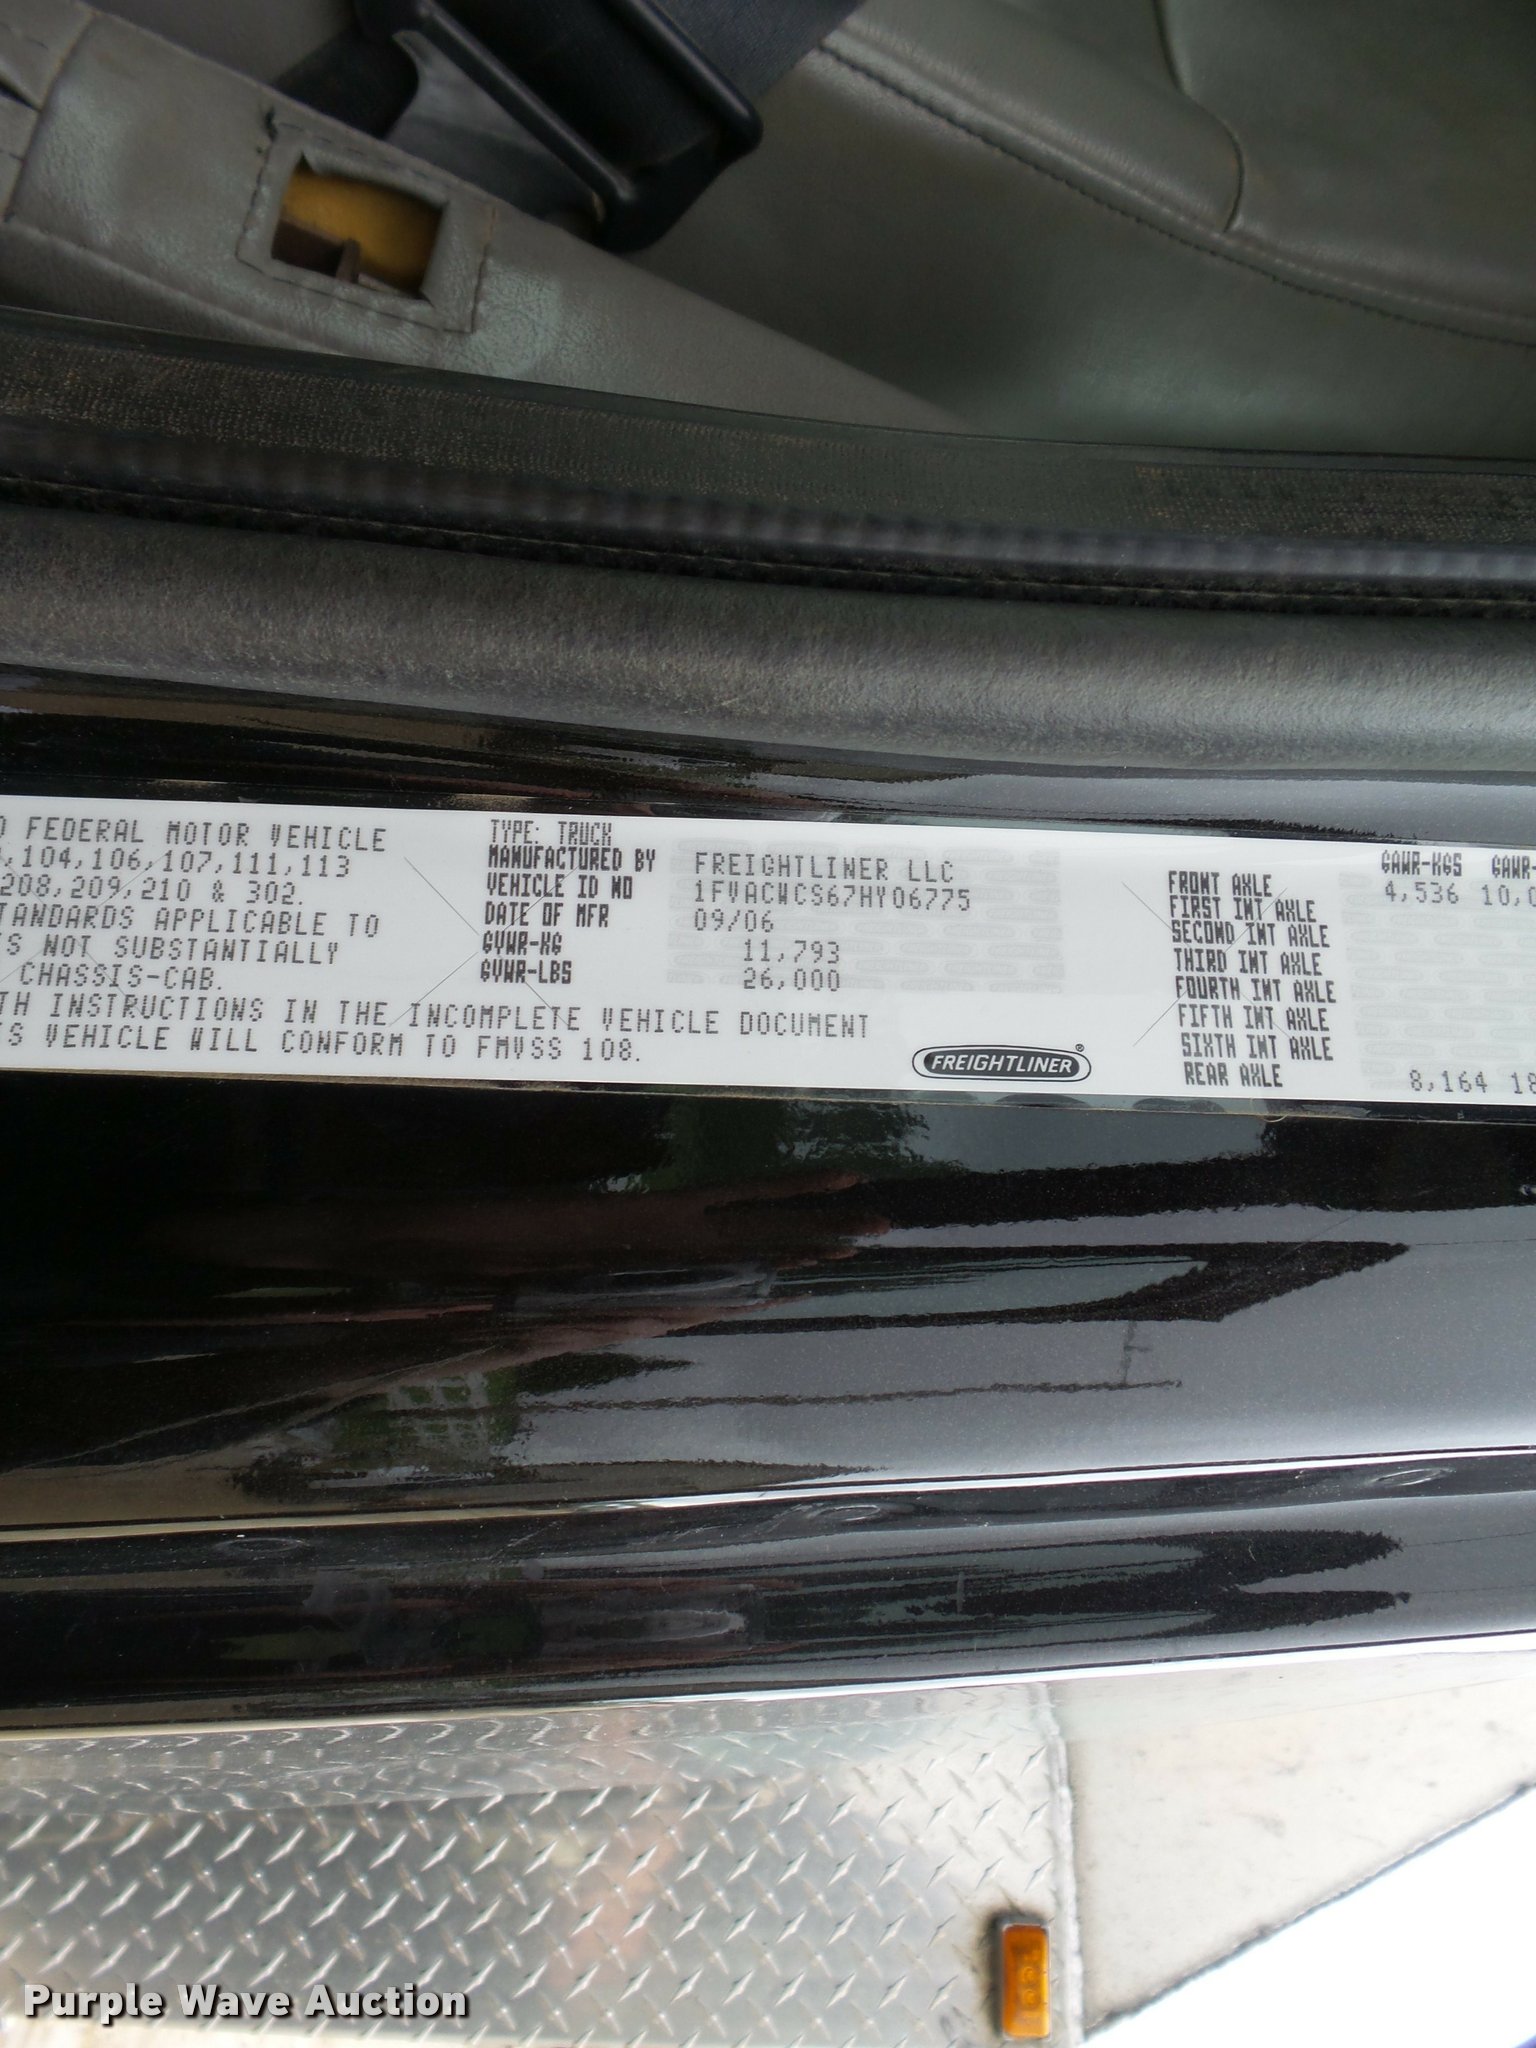 FEDERAL MOTOR VEHICLE
,104,106,107,111,113
208,209,210 & 302.
TANDARDS APPLICABLE TO
S NOT SUBSTANTIALLY
CHASSIS-CAB.
TH INSTRUCTIONS IN THE INCOMPLETE VEHICLE DOCUMENT
S VEHICLE WILL CONFORM TO FMVSS 108.
TYPE: TRUCK
MANUFACTURED BY FREIGHTLINER LLC
VEHICLE ID NO 1FVACWCS67HY06775
DATE OF MFR 09/06
GVWR-KG 11,793
GVWR-LBS 26,000
FREIGHTLINER®
GAWR-KGS GAWR-
FRONT AXLE 4,536 10,0
FIRST INT AXLE
SECOND INT AXLE
THIRD INT AXLE
FOURTH INT AXLE
FIFTH INT AXLE
SIXTH INT AXLE
REAR AXLE 8,164 18
Purple Wave Auction